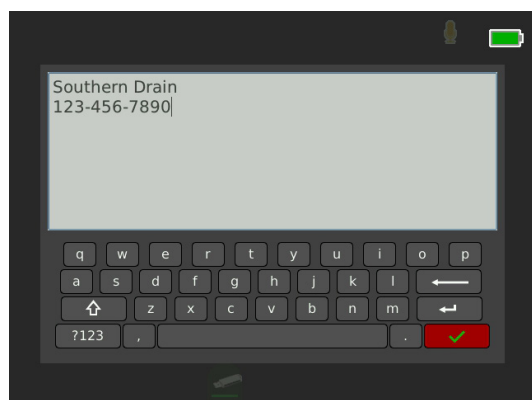 Southern Drain
123-456-7890
q w e r t y u i o p
a s d f g h j k l
z x c v b n m
?123 , .